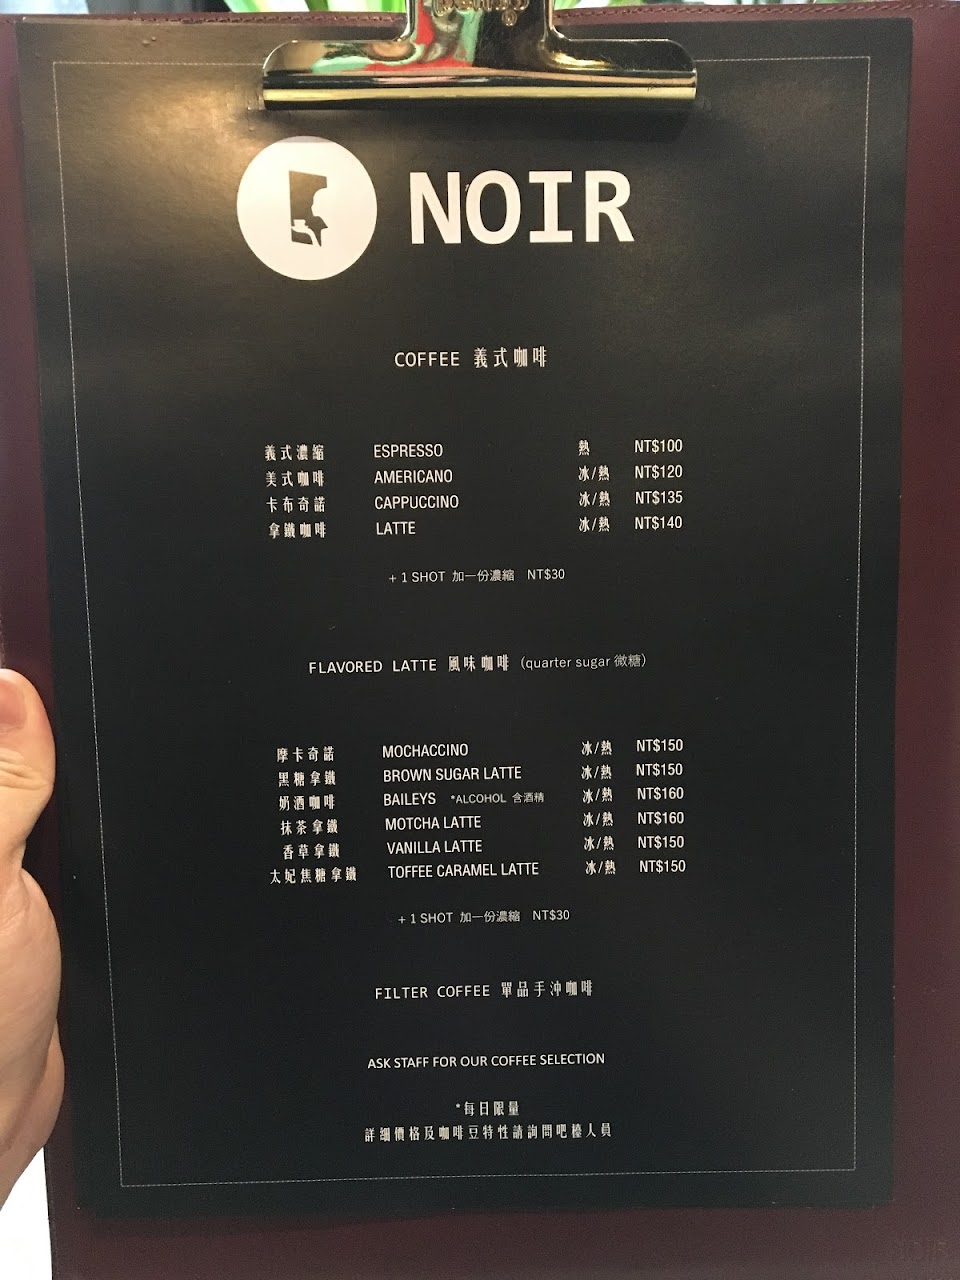 NOIR
COFFEE 義式咖啡
義式濃縮 ESPRESSO 熱 NT$100
美式咖啡 AMERICANO 冰/熱 NT$120
卡布奇諾 CAPPUCCINO 冰/熱 NT$135
拿鐵咖啡 LATTE 冰/熱 NT$140
+ 1 SHOT 加一份濃縮 NT$30
FLAVORED LATTE 風味咖啡 (quarter sugar 微糖)
摩卡奇諾 MOCHACCINO 冰/熱 NT$150
黑糖拿鐵 BROWN SUGAR LATTE 冰/熱 NT$150
奶酒咖啡 BAILEYS *ALCOHOL 含酒精 冰/熱 NT$160
抹茶拿鐵 MOTCHA LATTE 冰/熱 NT$160
香草拿鐵 VANILLA LATTE 冰/熱 NT$150
太妃焦糖拿鐵 TOFFEE CARAMEL LATTE 冰/熱 NT$150
+ 1 SHOT 加一份濃縮 NT$30
FILTER COFFEE 單品手沖咖啡
ASK STAFF FOR OUR COFFEE SELECTION
*每日限量
詳細價格及咖啡豆特性請詢問吧檯人員